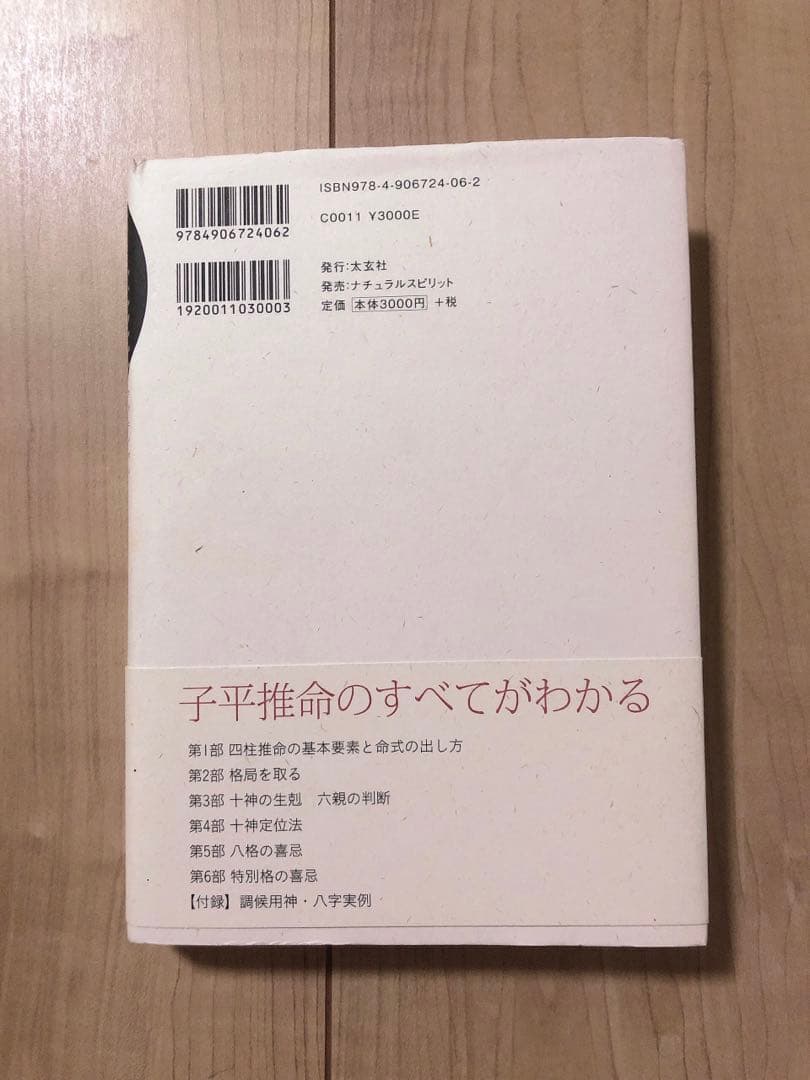 ISBN978-4-906724-06-2
C0011 ¥3000E
9784906724062
発行：太玄社
発売：ナチュラルスピリット
定価 本体3000円 +税
1920011030003
子平推命のすべてがわかる
第1部 四柱推命の基本要素と命式の出し方
第2部 格局を取る
第3部 十神の生剋　六親の判断
第4部 十神定位法
第5部 八格の喜忌
第6部 特別格の喜忌
【付録】調候用神・八字実例